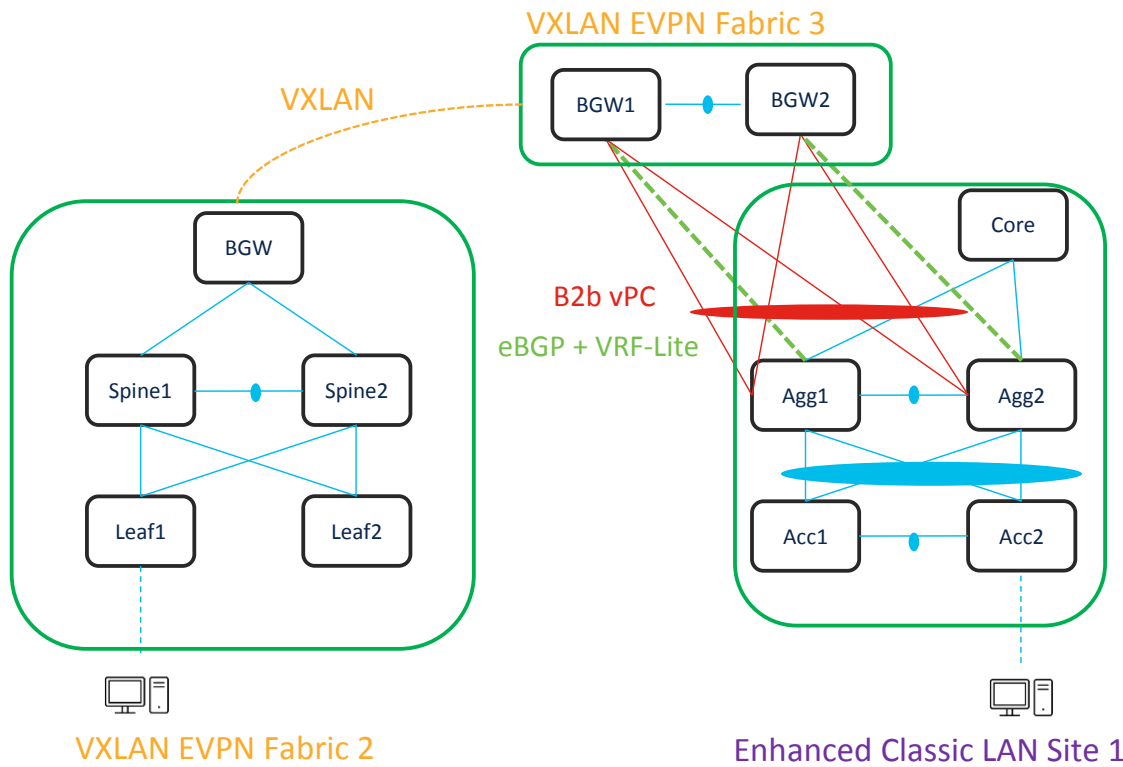 VXLAN EVPN Fabric 3
BGW1
BGW2
VXLAN
BGW
Core
B2b vPC
eBGP + VRF-Lite
Spine1
Spine2
Agg1
Agg2
Leaf1
Leaf2
Acc1
Acc2
VXLAN EVPN Fabric 2
Enhanced Classic LAN Site 1